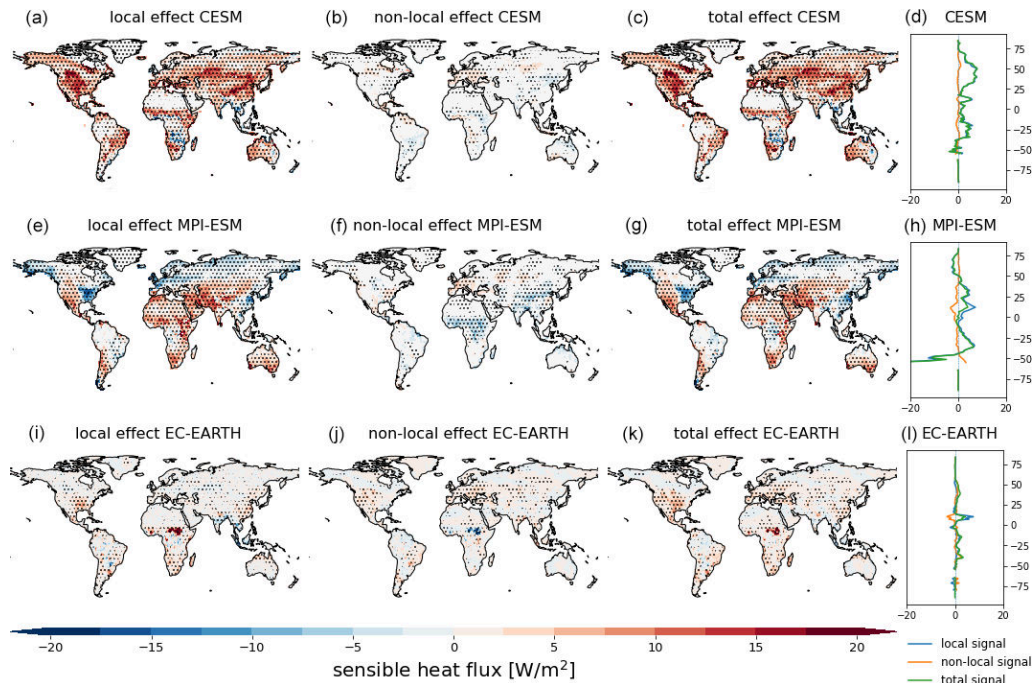 (a) local effect CESM
(b) non-local effect CESM
(c) total effect CESM
(d) CESM
75
50
25
0
−25
−50
−75
−20 0 20
(e) local effect MPI-ESM
(f) non-local effect MPI-ESM
(g) total effect MPI-ESM
(h) MPI-ESM
75
50
25
0
−25
−50
−75
−20 0 20
(i) local effect EC-EARTH
(j) non-local effect EC-EARTH
(k) total effect EC-EARTH
(l) EC-EARTH
75
50
25
0
−25
−50
−75
−20 0 20
−20 −15 −10 −5 0 5 10 15 20
sensible heat flux [W/m²]
local signal
non-local signal
total signal